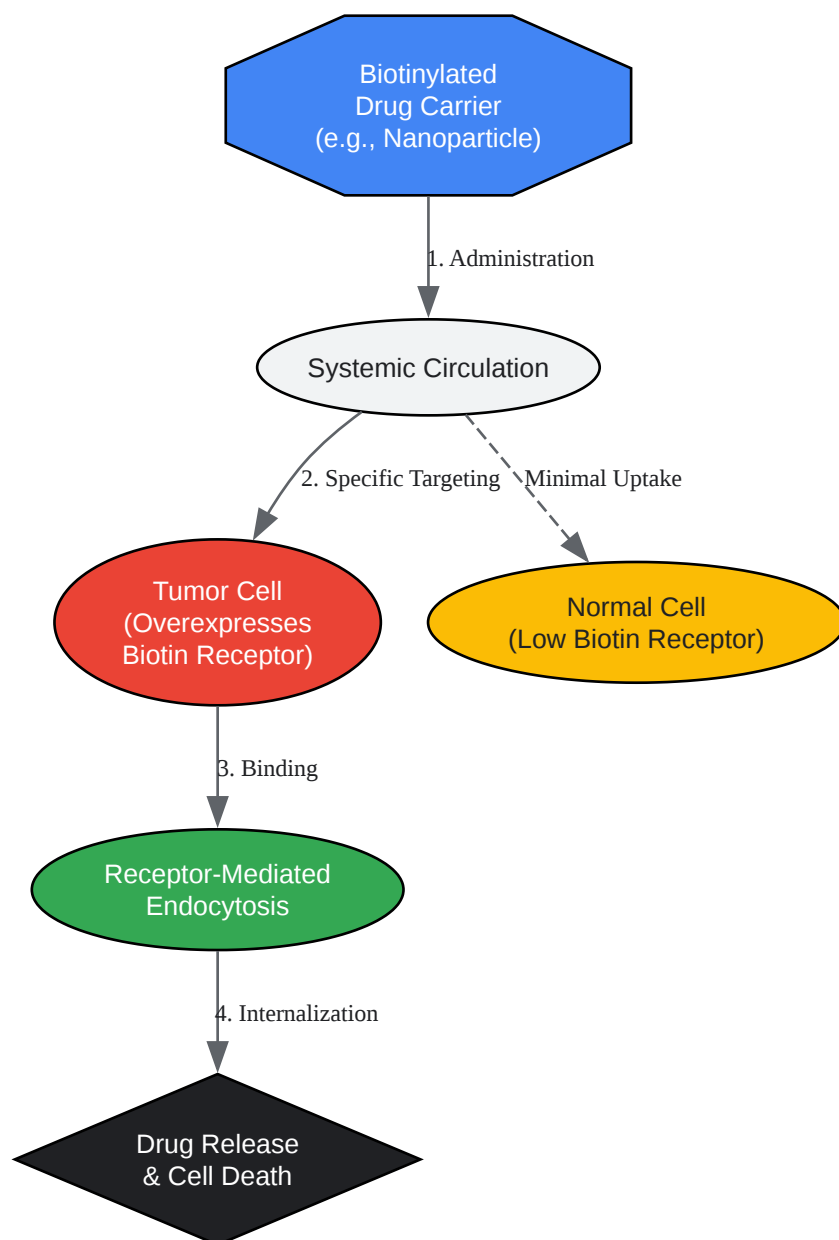 Biotinylated
Drug Carrier
(e.g., Nanoparticle)
1. Administration
Systemic Circulation
2. Specific Targeting
Minimal Uptake
Tumor Cell
(Overexpresses
Biotin Receptor)
Normal Cell
(Low Biotin Receptor)
3. Binding
Receptor-Mediated
Endocytosis
4. Internalization
Drug Release
& Cell Death